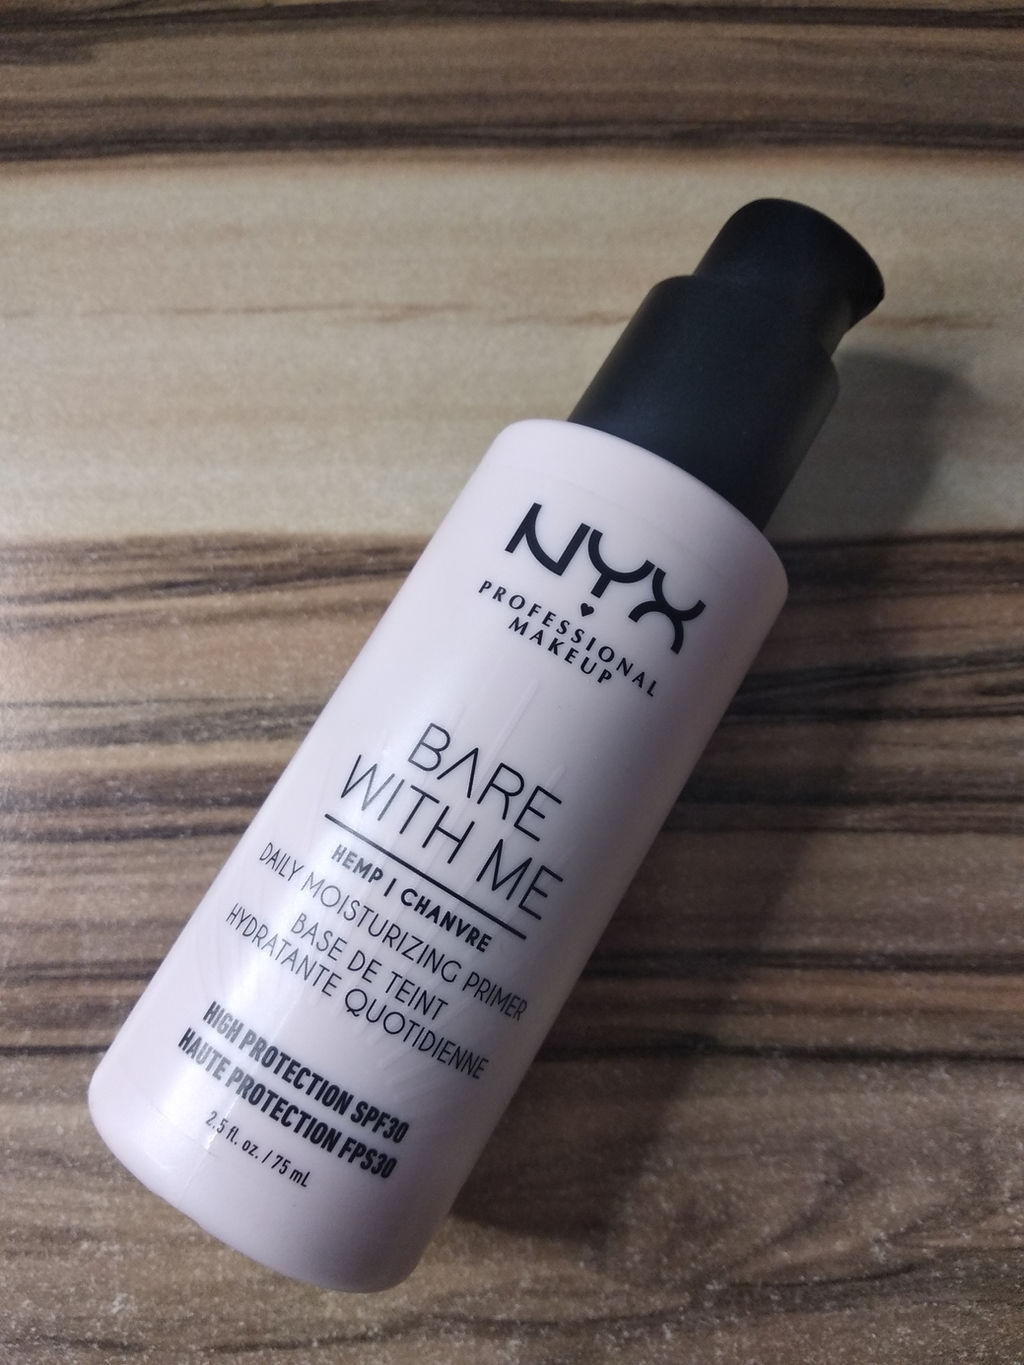 NYX
PROFESSIONAL
MAKEUP
BARE
WITH ME
HEMP | CHANVRE
DAILY MOISTURIZING PRIMER
BASE DE TEINT
HYDRATANTE QUOTIDIENNE
HIGH PROTECTION SPF30
HAUTE PROTECTION FPS30
2.5 fl. oz. / 75 mL